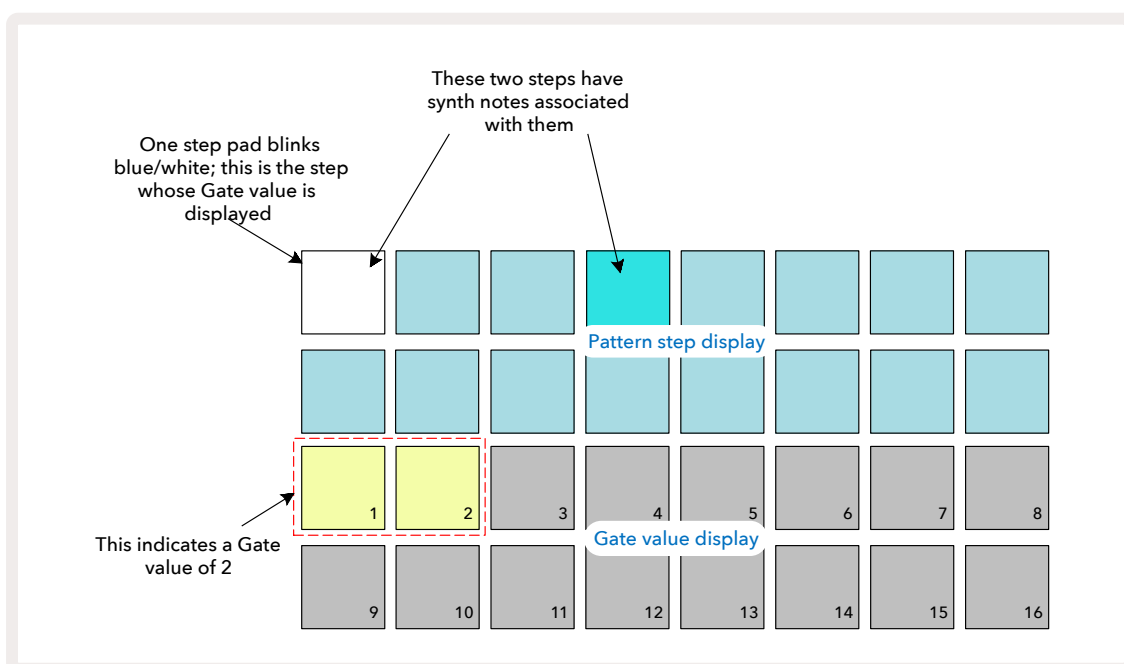 These two steps have
synth notes associated
with them
One step pad blinks
blue/white; this is the step
whose Gate value is
displayed
Pattern step display
1 2 3 4 5 6 7 8
Gate value display
This indicates a Gate
value of 2
9 10 11 12 13 14 15 16